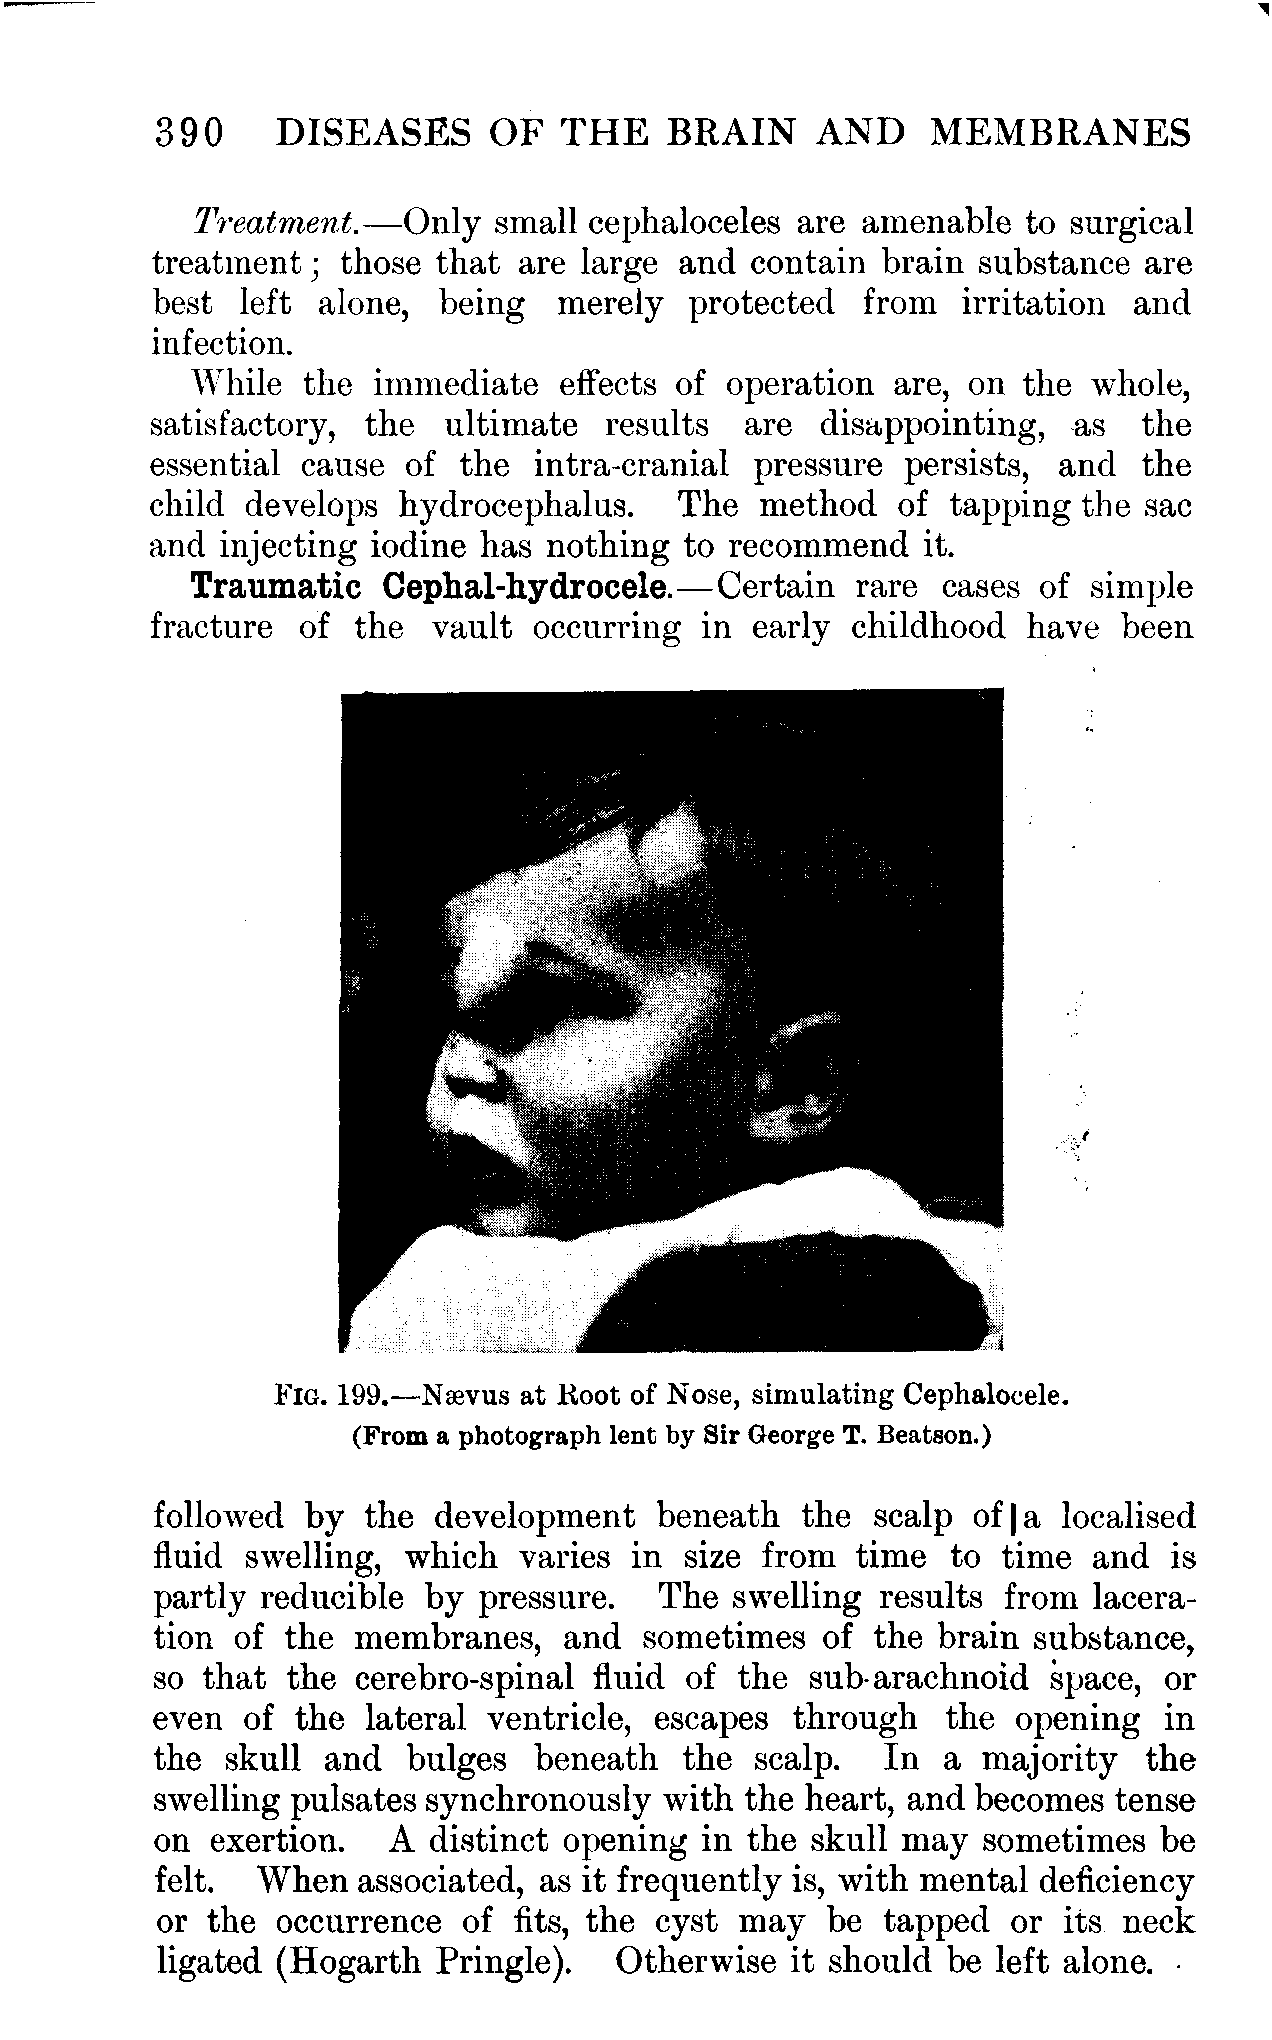 390 DISEASES OF THE BRAIN AND MEMBRANES
Treatment.—Only small cephaloceles are amenable to surgical
treatment; those that are large and contain brain substance are
best left alone, being merely protected from irritation and
infection.
While the immediate effects of operation are, on the whole,
satisfactory, the ultimate results are disappointing, as the
essential cause of the intra-cranial pressure persists, and the
child develops hydrocephalus. The method of tapping the sac
and injecting iodine has nothing to recommend it.
Traumatic Cephal-hydrocele.—Certain rare cases of simple
fracture of the vault occurring in early childhood have been
FIG. 199.—Nævus at Root of Nose, simulating Cephalocele.
(From a photograph lent by Sir George T. Beatson.)
followed by the development beneath the scalp of a localised
fluid swelling, which varies in size from time to time and is
partly reducible by pressure. The swelling results from lacera-
tion of the membranes, and sometimes of the brain substance,
so that the cerebro-spinal fluid of the sub-arachnoid space, or
even of the lateral ventricle, escapes through the opening in
the skull and bulges beneath the scalp. In a majority the
swelling pulsates synchronously with the heart, and becomes tense
on exertion. A distinct opening in the skull may sometimes be
felt. When associated, as it frequently is, with mental deficiency
or the occurrence of fits, the cyst may be tapped or its neck
ligated (Hogarth Pringle). Otherwise it should be left alone.